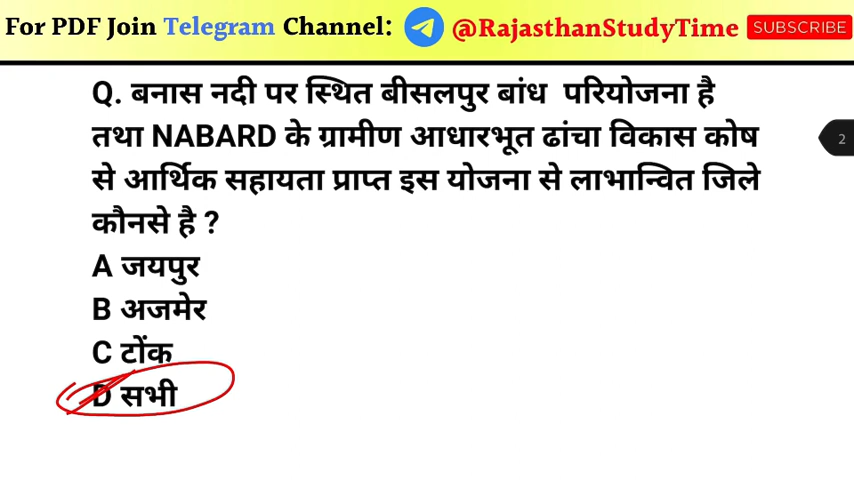 For PDF Join Telegram Channel: @RajasthanStudyTime SUBSCRIBE
Q. बनास नदी पर स्थित बीसलपुर बांध परियोजना है
तथा NABARD के ग्रामीण आधारभूत ढांचा विकास कोष
2
से आर्थिक सहायता प्राप्त इस योजना से लाभान्वित जिले
कौनसे है ?
A जयपुर
B अजमेर
C टोंक
D सभी